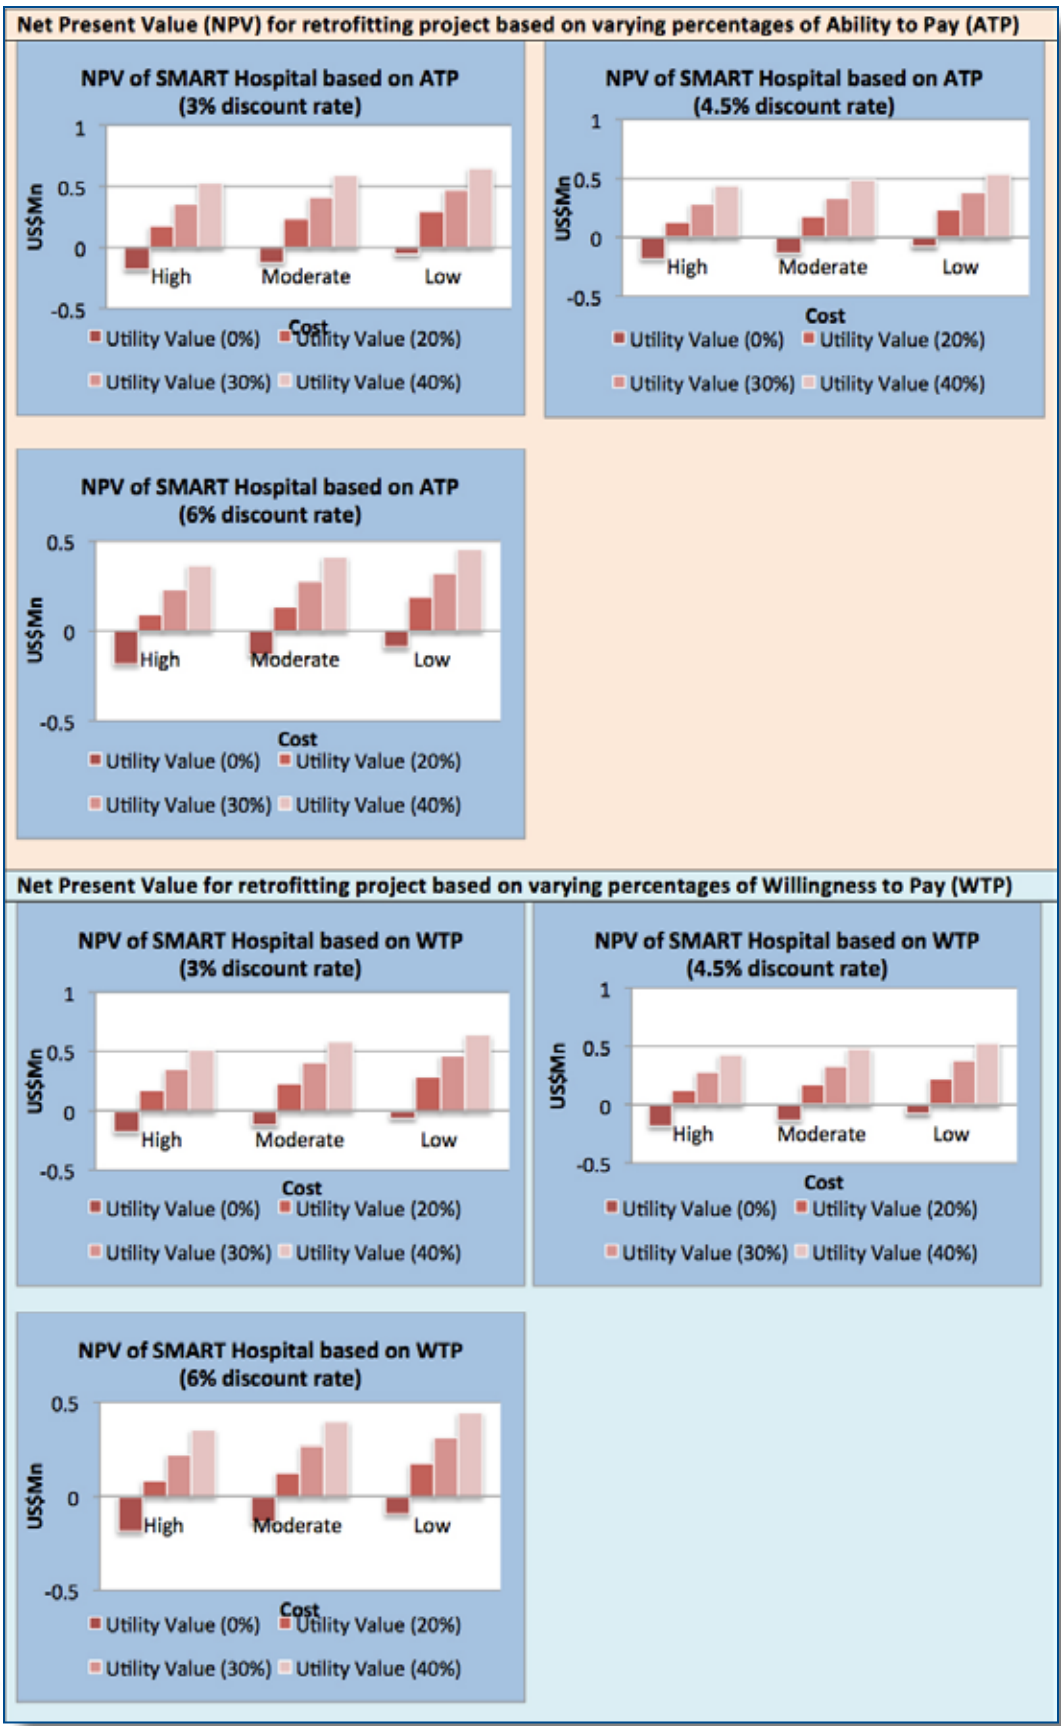 Net Present Value (NPV) for retrofitting project based on varying percentages of Ability to Pay (ATP)
NPV of SMART Hospital based on ATP
(3% discount rate)
1
0.5
0
-0.5
US$Mn
High
Moderate
Low
Cost
Utility Value (0%)
Utility Value (20%)
Utility Value (30%)
Utility Value (40%)
NPV of SMART Hospital based on ATP
(4.5% discount rate)
1
0.5
0
-0.5
US$Mn
High
Moderate
Low
Cost
Utility Value (0%)
Utility Value (20%)
Utility Value (30%)
Utility Value (40%)
NPV of SMART Hospital based on ATP
(6% discount rate)
0.5
0
-0.5
US$Mn
High
Moderate
Low
Cost
Utility Value (0%)
Utility Value (20%)
Utility Value (30%)
Utility Value (40%)
Net Present Value for retrofitting project based on varying percentages of Willingness to Pay (WTP)
NPV of SMART Hospital based on WTP
(3% discount rate)
1
0.5
0
-0.5
US$Mn
High
Moderate
Low
Cost
Utility Value (0%)
Utility Value (20%)
Utility Value (30%)
Utility Value (40%)
NPV of SMART Hospital based on WTP
(4.5% discount rate)
1
0.5
0
-0.5
US$Mn
High
Moderate
Low
Cost
Utility Value (0%)
Utility Value (20%)
Utility Value (30%)
Utility Value (40%)
NPV of SMART Hospital based on WTP
(6% discount rate)
0.5
0
-0.5
US$Mn
High
Moderate
Low
Cost
Utility Value (0%)
Utility Value (20%)
Utility Value (30%)
Utility Value (40%)